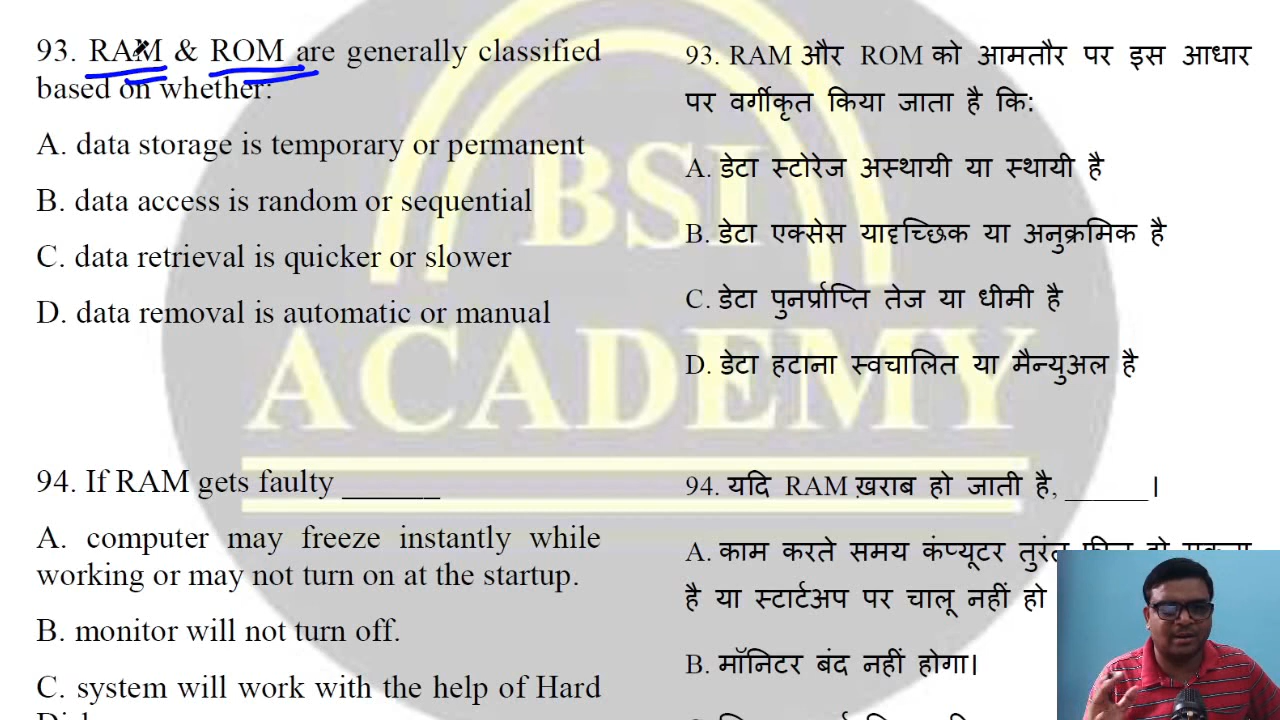 93. RAM & ROM are generally classified
based on whether:
A. data storage is temporary or permanent
B. data access is random or sequential
C. data retrieval is quicker or slower
D. data removal is automatic or manual
94. If RAM gets faulty ______
A. computer may freeze instantly while
working or may not turn on at the startup.
B. monitor will not turn off.
C. system will work with the help of Hard
93. RAM और ROM को आमतौर पर इस आधार
पर वर्गीकृत किया जाता है कि:
A. डेटा स्टोरेज अस्थायी या स्थायी है
B. डेटा एक्सेस यादृच्छिक या अनुक्रमिक है
C. डेटा पुनर्प्राप्ति तेज या धीमी है
D. डेटा हटाना स्वचालित या मैन्युअल है
94. यदि RAM ख़राब हो जाती है, ______।
A. काम करते समय कंप्यूटर तुरंत
है या स्टार्टअप पर चालू नहीं हो
B. मॉनिटर बंद नहीं होगा।
BSI
ACADEMY